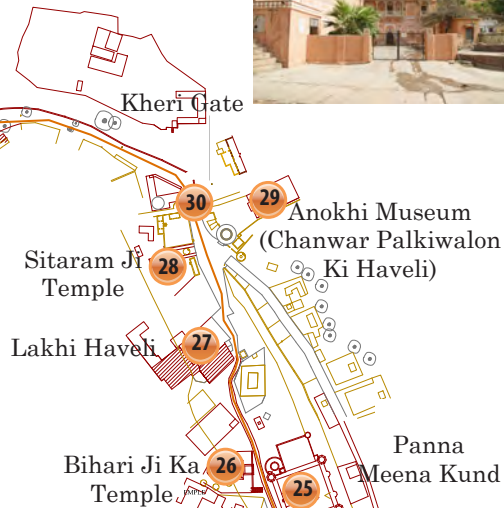 Kheri Gate
30
29
Anokhi Museum
(Chanwar Palkiwalon
Ki Haveli)
Sitaram Ji
Temple
28
Lakhi Haveli
27
Bihari Ji Ka
Temple
26
25
Panna
Meena Kund